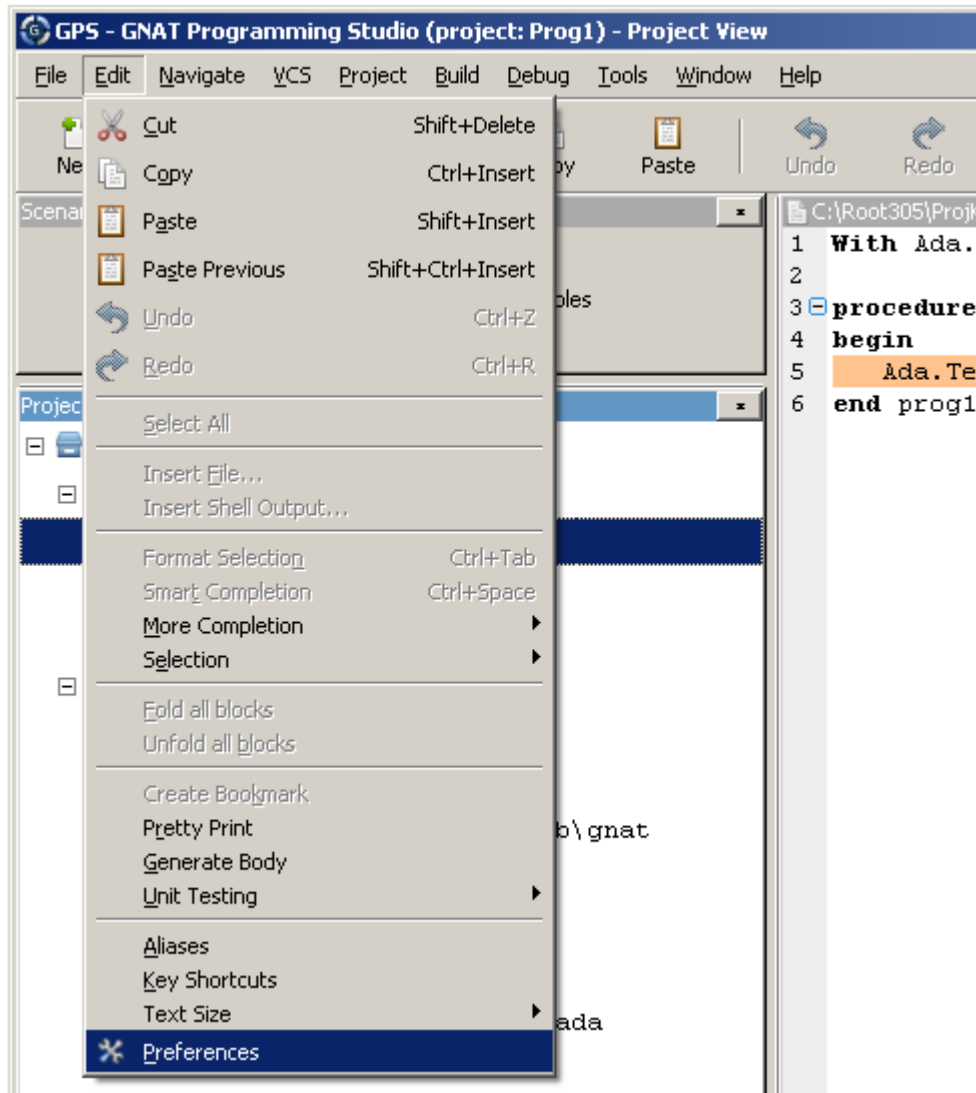 GPS - GNAT Programming Studio (project: Prog1) - Project View
File Edit Navigate VCS Project Build Debug Tools Window Help
Paste Undo Redo
Cut Shift+Delete
Copy Ctrl+Insert
Paste Shift+Insert
Paste Previous Shift+Ctrl+Insert
Undo Ctrl+Z
Redo Ctrl+R
Select All
Insert File...
Insert Shell Output...
Format Selection Ctrl+Tab
Smart Completion Ctrl+Space
More Completion
Selection
Fold all blocks
Unfold all blocks
Create Bookmark
Pretty Print
Generate Body
Unit Testing
Aliases
Key Shortcuts
Text Size
Preferences
b\gnat
ada
C:\Root305\Proj
1 With Ada.
2
3 procedure
4 begin
5 Ada.Te
6 end prog1